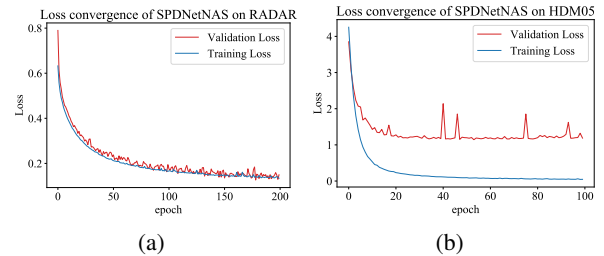 Loss convergence of SPDNetNAS on RADAR
Validation Loss
Training Loss
0.8
0.6
0.4
0.2
Loss
0
50
100
150
200
epoch
(a)
Loss convergence of SPDNetNAS on HDM05
Validation Loss
Training Loss
4
3
2
1
0
Loss
0
20
40
60
80
100
epoch
(b)